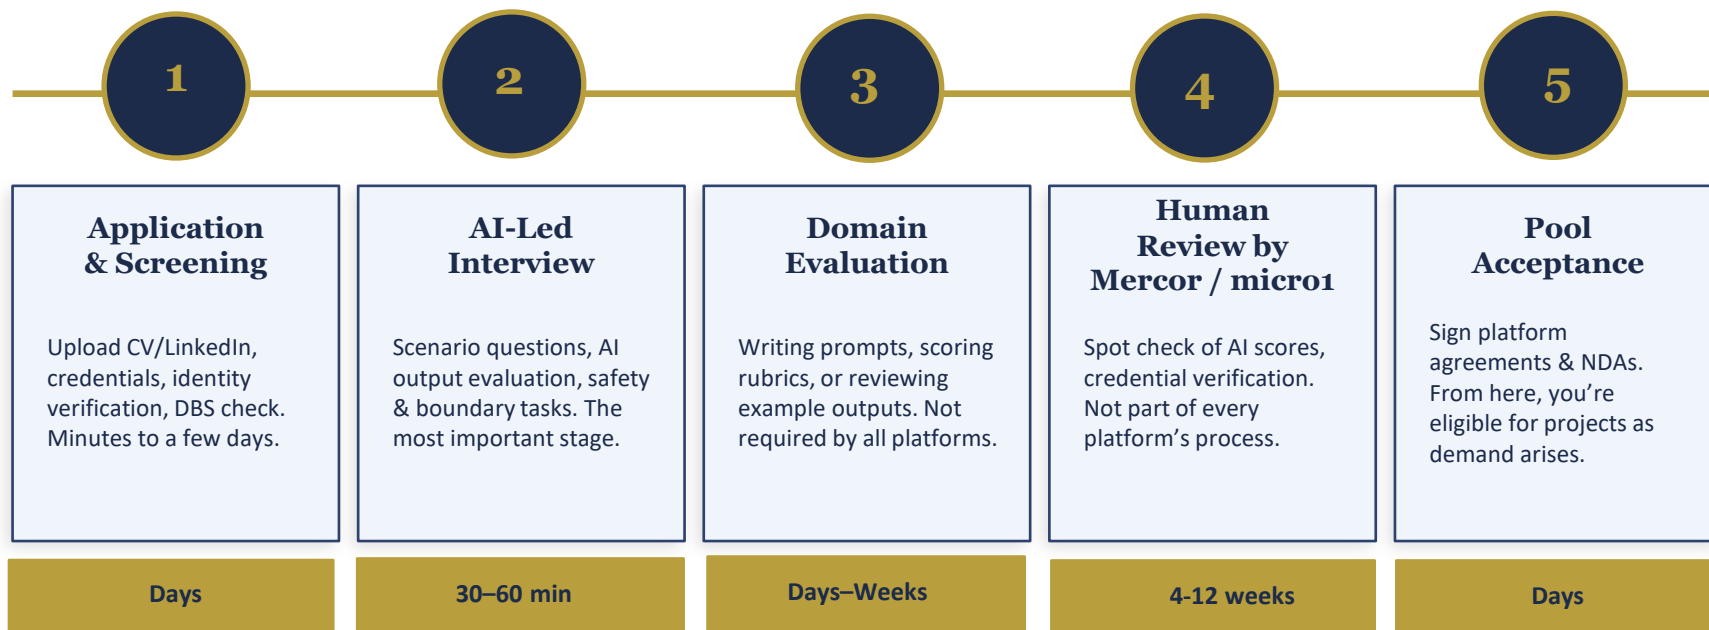 1
2
3
4
5
Application
& Screening
Upload CV/LinkedIn,
credentials, identity
verification, DBS check.
Minutes to a few days.
Days
AI-Led
Interview
Scenario questions, AI
output evaluation, safety
& boundary tasks. The
most important stage.
30–60 min
Domain
Evaluation
Writing prompts, scoring
rubrics, or reviewing
example outputs. Not
required by all platforms.
Days–Weeks
Human
Review by
Mercor / micro1
Spot check of AI scores,
credential verification.
Not part of every
platform’s process.
4-12 weeks
Pool
Acceptance
Sign platform
agreements & NDAs.
From here, you’re
eligible for projects as
demand arises.
Days